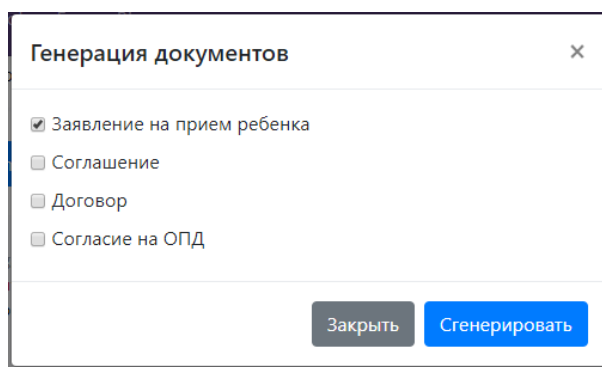 Генерация документов
×
Заявление на прием ребенка
Соглашение
Договор
Согласие на ОПД
Закрыть Сгенерировать